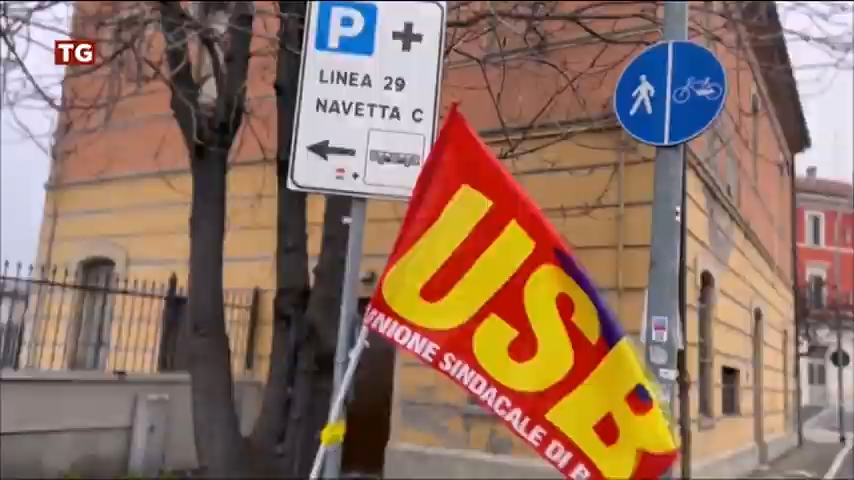 TG
P +
LINEA 29
NAVETTA C
USB
UNIONE SINDACALE DI